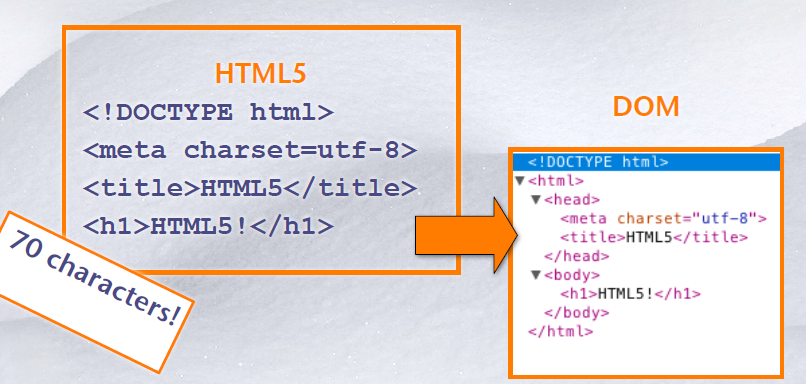 HTML5
<!DOCTYPE html>
<meta charset=utf-8>
<title>HTML5</title>
<h1>HTML5!</h1>
70 characters!
DOM
<!DOCTYPE html>
▼<html>
▼<head>
<meta charset="utf-8">
<title>HTML5</title>
</head>
▼<body>
<h1>HTML5!</h1>
</body>
</html>